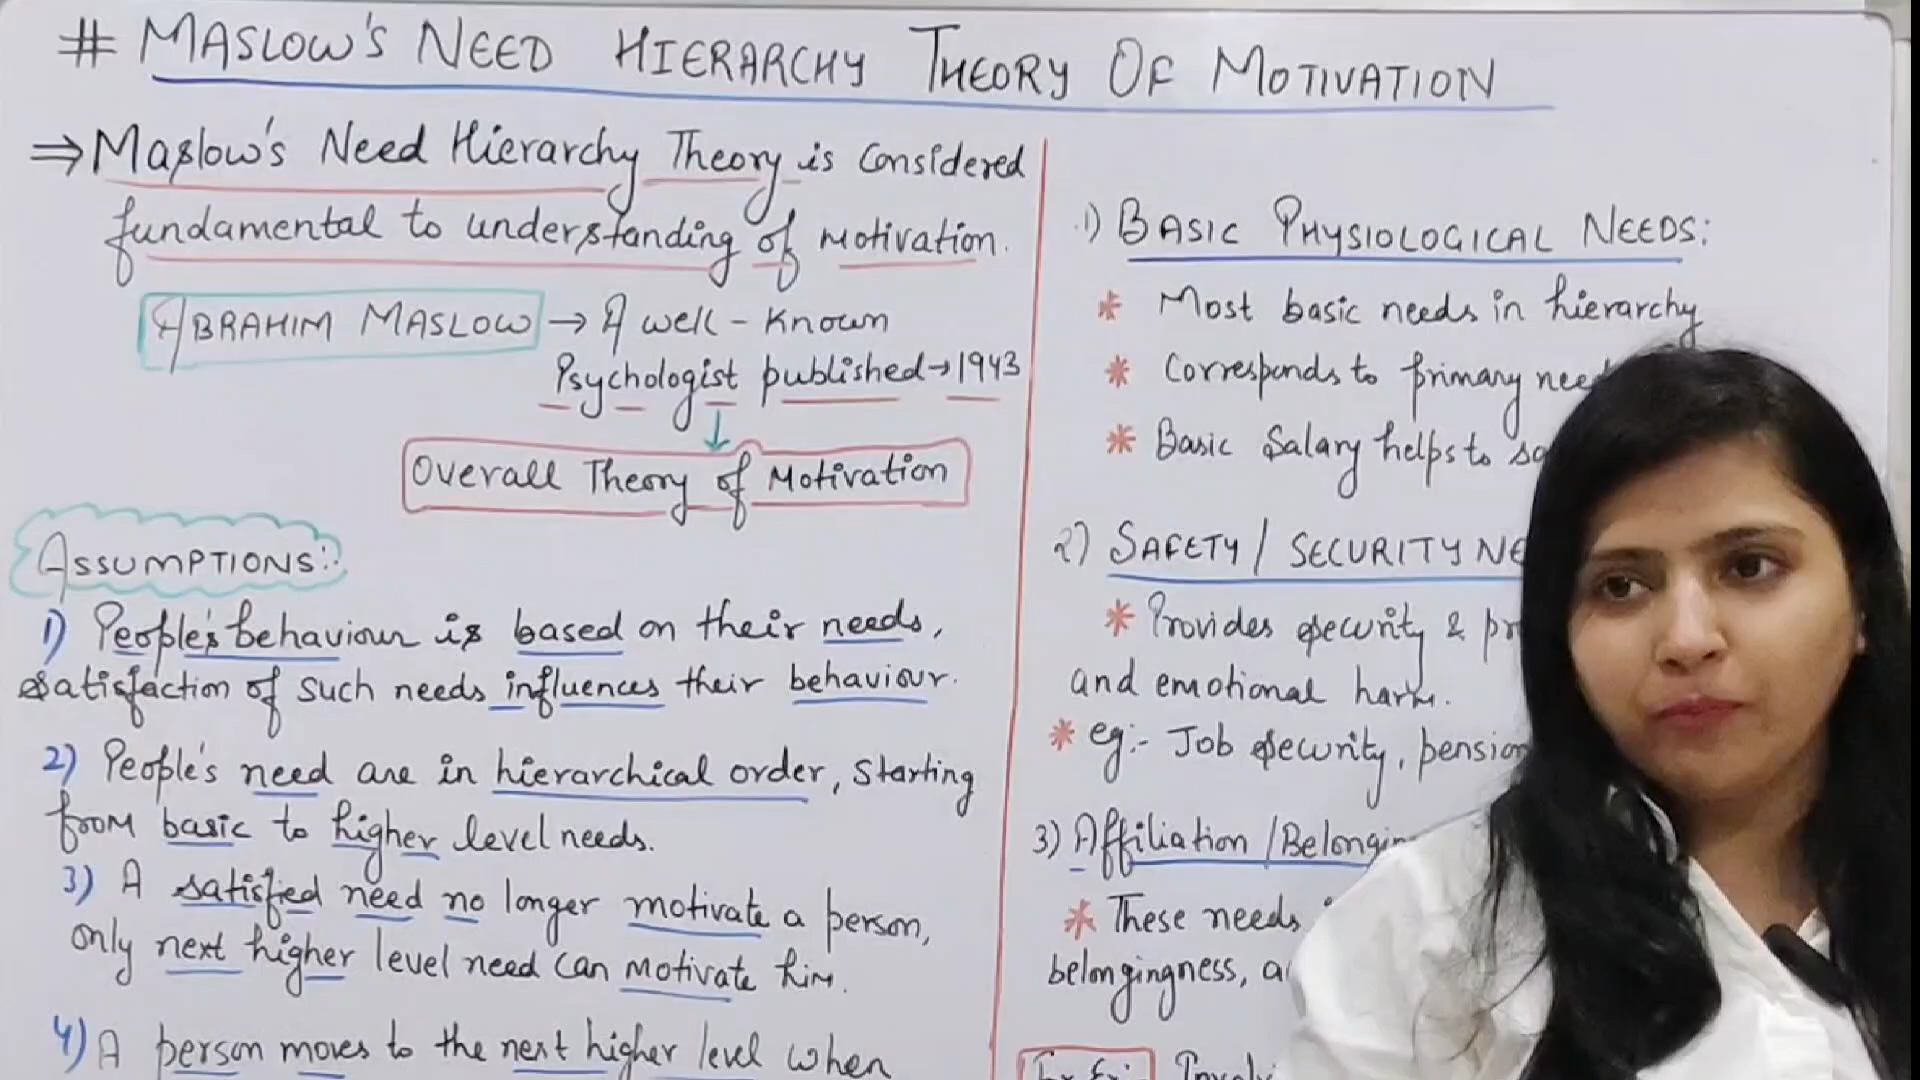 # MASLOW'S NEED HIERARCHY THEORY OF MOTIVATION
⇒ Maslow's Need Hierarchy Theory is Considered
fundamental to understanding of motivation.
ABRAHIM MASLOW → A well-Known
Psychologist published → 1943
↓
Overall Theory of Motivation
ASSUMPTIONS:
1) People's behaviour is based on their needs,
satisfaction of such needs influences their behaviour.
2) People's need are in hierarchical order, starting
from basic to higher level needs.
3) A satisfied need no longer motivate a person,
only next higher level need can motivate him.
4) A person moves to the next higher level when
1) BASIC PHYSIOLOGICAL NEEDS:
* Most basic needs in hierarchy
* Corresponds to primary
* Basic Salary helps to
2) SAFETY / SECURITY
* Provides security &
and emotional harm.
* eg:- Job security, pension
3) Affiliation /
* These needs
belongingness,